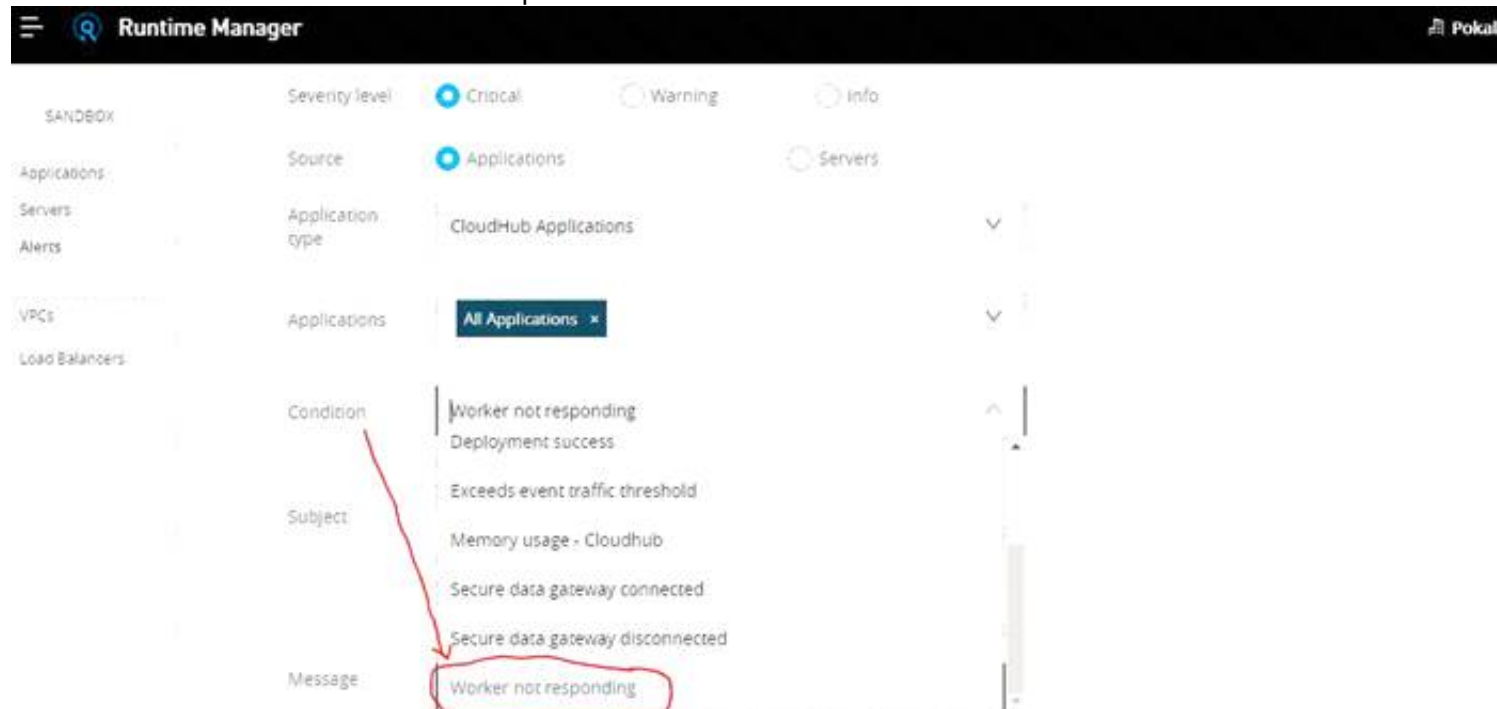 Runtime Manager
Pokal
SANDBOX
Applications
Servers
Alerts
VPCs
Load Balancers
Severity level Critical Warning Info
Source Applications Servers
Application type CloudHub Applications
Applications All Applications ×
Condition Worker not responding
Deployment success
Exceeds event traffic threshold
Subject
Memory usage - Cloudhub
Secure data gateway connected
Secure data gateway disconnected
Message Worker not responding